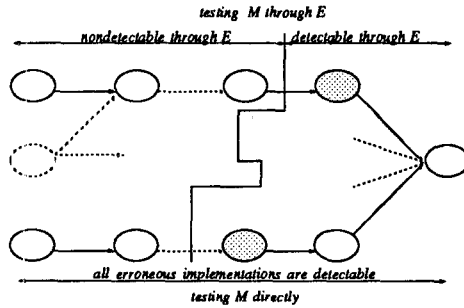 testing M through E
nondetectable through E
detectable through E
all erroneous implementations are detectable
testing M directly